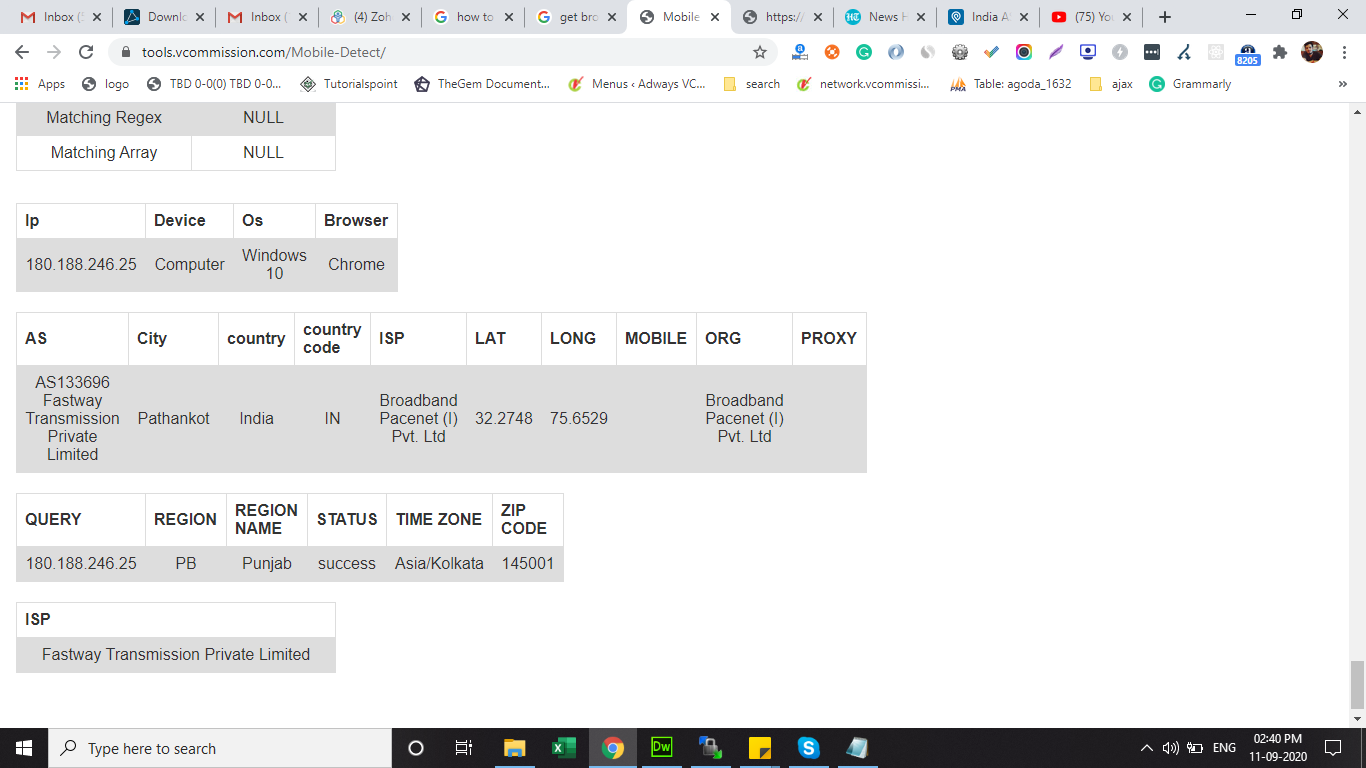 Inbox (
Downlo
Inbox (
(4) Zoh
how to
get bro
Mobile
https://
News H
India A
(75) Yo
tools.vcommission.com/Mobile-Detect/
8205
Apps
logo
TBD 0-0(0) TBD 0-0...
Tutorialspoint
TheGem Document...
Menus ‹ Adways VC...
search
network.vcommissi...
PMA
Table: agoda_1632
ajax
Grammarly
»
Matching Regex NULL
Matching Array NULL
Ip Device Os Browser
180.188.246.25 Computer Windows 10 Chrome
AS City country country code ISP LAT LONG MOBILE ORG PROXY
AS133696 Fastway Transmission Private Limited Pathankot India IN Broadband Pacenet (I) Pvt. Ltd 32.2748 75.6529 Broadband Pacenet (I) Pvt. Ltd
QUERY REGION REGION NAME STATUS TIME ZONE ZIP CODE
180.188.246.25 PB Punjab success Asia/Kolkata 145001
ISP
Fastway Transmission Private Limited
Type here to search
Dw
ENG
02:40 PM
11-09-2020